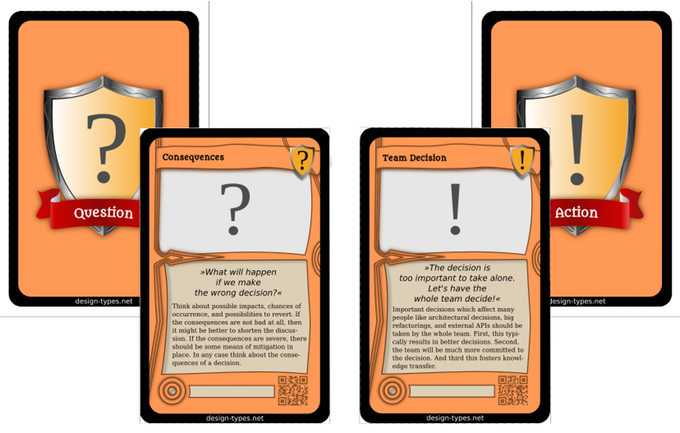 ?
Question
design-types.net
Consequences
?
?
»What will happen
if we make
the wrong decision?«
Think about possible impacts, chances of
occurrence, and possibilities to revert. If
the consequences are not bad at all, then
it might be better to shorten the discus-
sion. If the consequences are severe, there
should be some means of mitigation in
place. In any case think about the conse-
quences of a decision.
design-types.net
Team Decision
!
!
»The decision is
too important to take alone.
Let's have the
whole team decide!«
Important decisions which affect many
people like architectural decisions, big
refactorings, and external APIs should be
taken by the whole team. First, this typi-
cally results in better decisions. Second,
the team will be much more committed to
the decision. And third this fosters knowl-
edge transfer.
design-types.net
!
Action
design-types.net